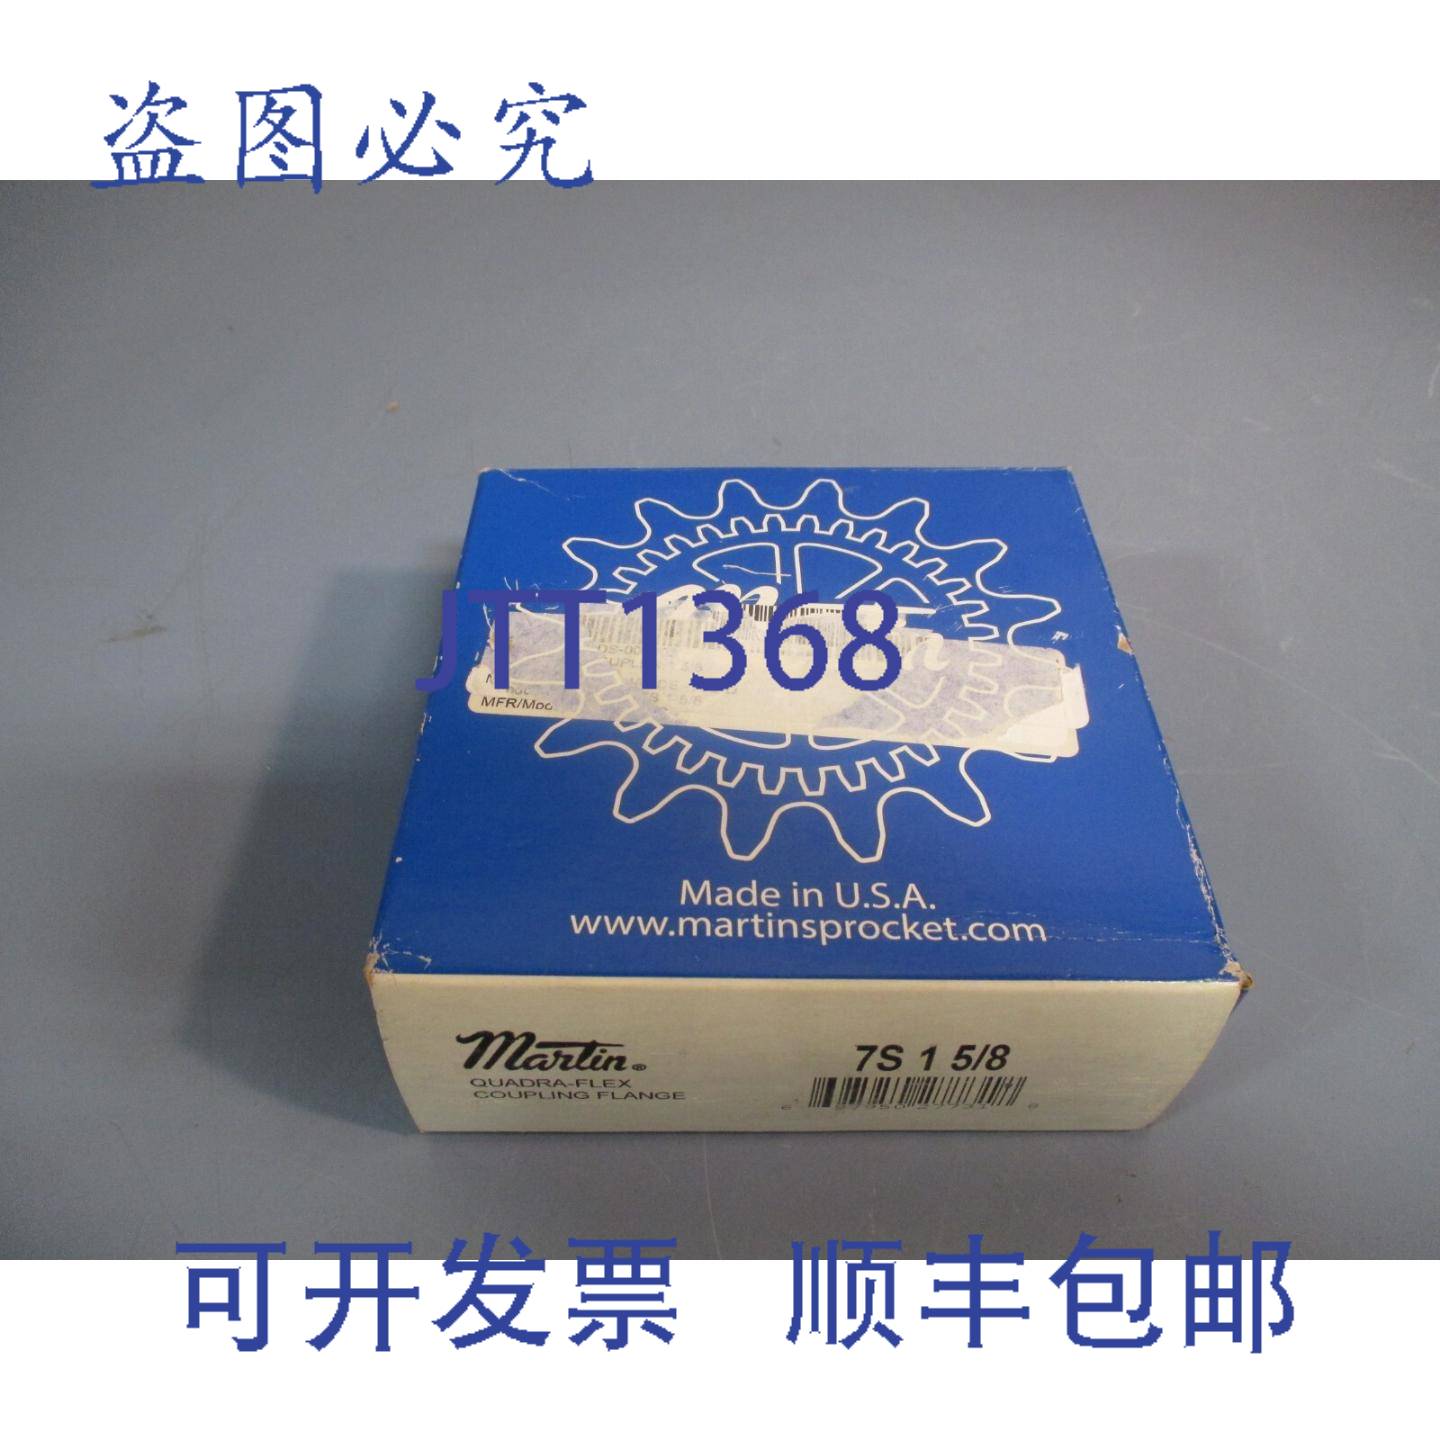 盗图必究
JTT1368
MFR/Mod
Made in U.S.A.
www.martinsprocket.com
Martin®
QUADRA-FLEX
COUPLING FLANGE
7S 1 5/8
可开发票 顺丰包邮